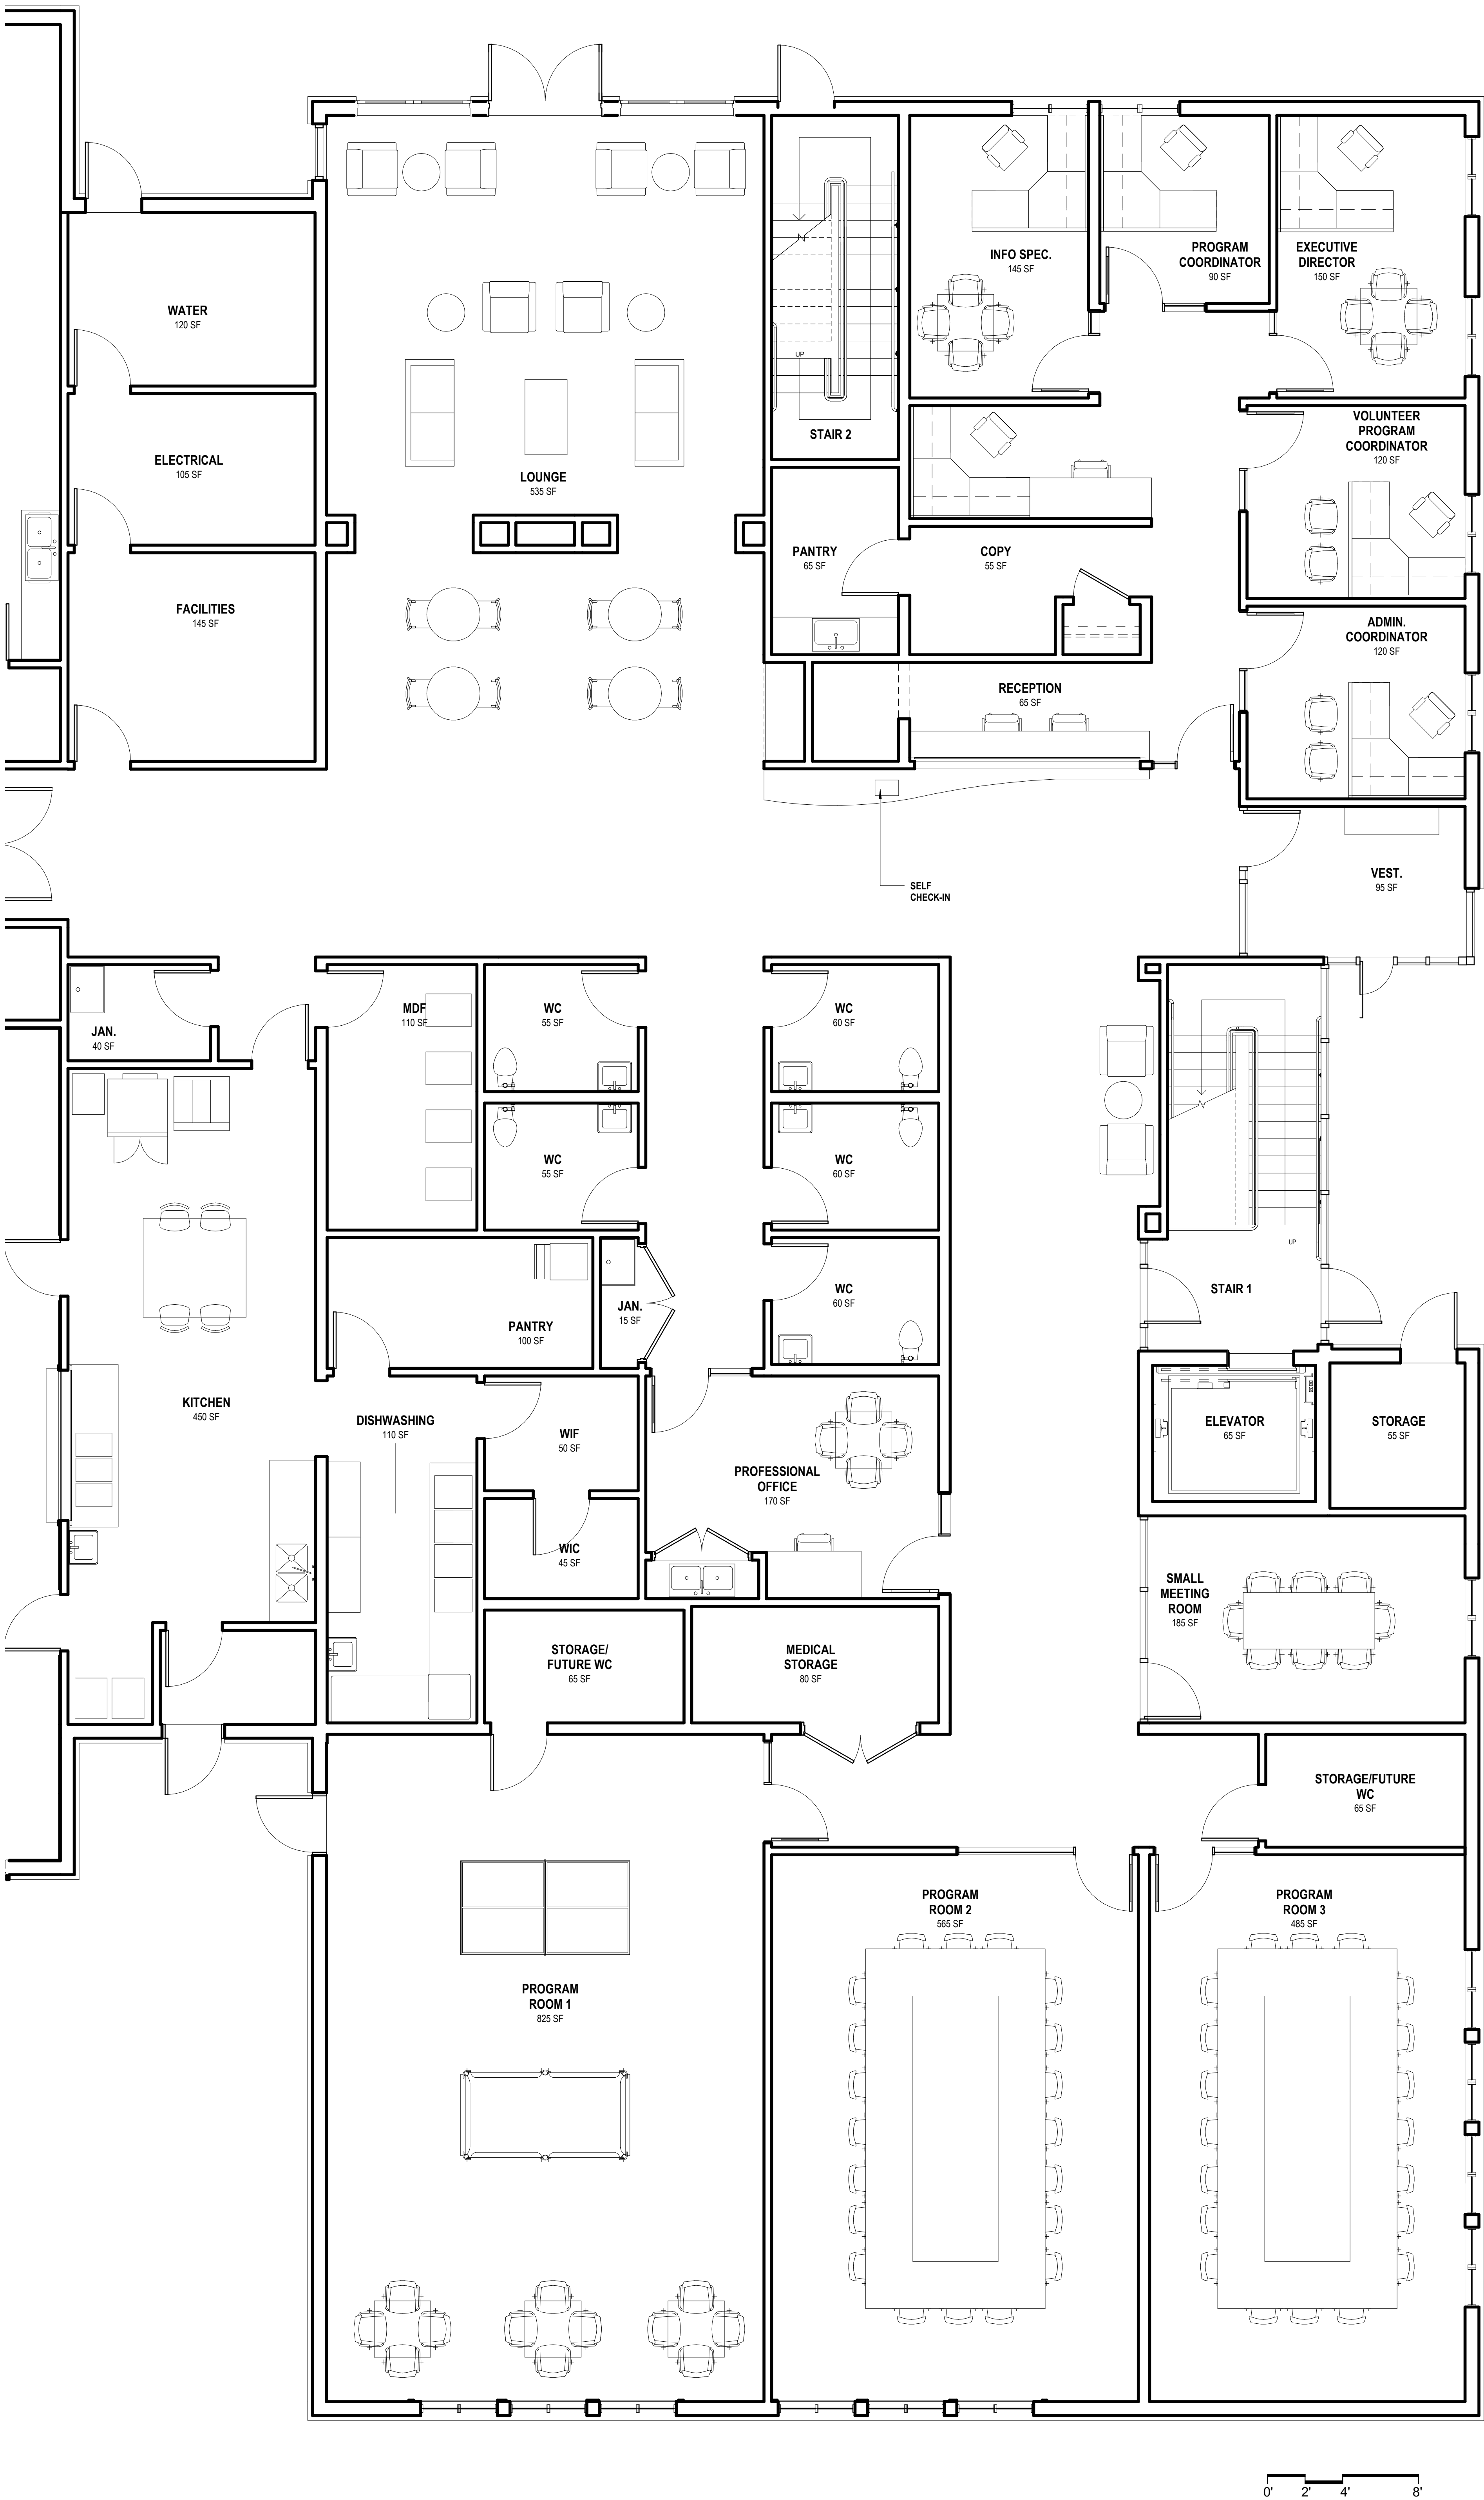 WATER
120 SF
ELECTRICAL
105 SF
FACILITIES
145 SF
LOUNGE
535 SF
UP
STAIR 2
INFO SPEC.
145 SF
PROGRAM
COORDINATOR
90 SF
EXECUTIVE
DIRECTOR
150 SF
VOLUNTEER
PROGRAM
COORDINATOR
120 SF
PANTRY
65 SF
COPY
55 SF
ADMIN.
COORDINATOR
120 SF
RECEPTION
65 SF
SELF
CHECK-IN
VEST.
95 SF
JAN.
40 SF
MDF
110 SF
WC
55 SF
WC
60 SF
WC
55 SF
WC
60 SF
WC
60 SF
UP
STAIR 1
PANTRY
100 SF
JAN.
15 SF
KITCHEN
450 SF
DISHWASHING
110 SF
WIF
50 SF
WIC
45 SF
PROFESSIONAL
OFFICE
170 SF
ELEVATOR
65 SF
STORAGE
55 SF
SMALL
MEETING
ROOM
185 SF
STORAGE/
FUTURE WC
65 SF
MEDICAL
STORAGE
80 SF
STORAGE/FUTURE
WC
65 SF
PROGRAM
ROOM 1
825 SF
PROGRAM
ROOM 2
565 SF
PROGRAM
ROOM 3
485 SF
0' 2' 4' 8'